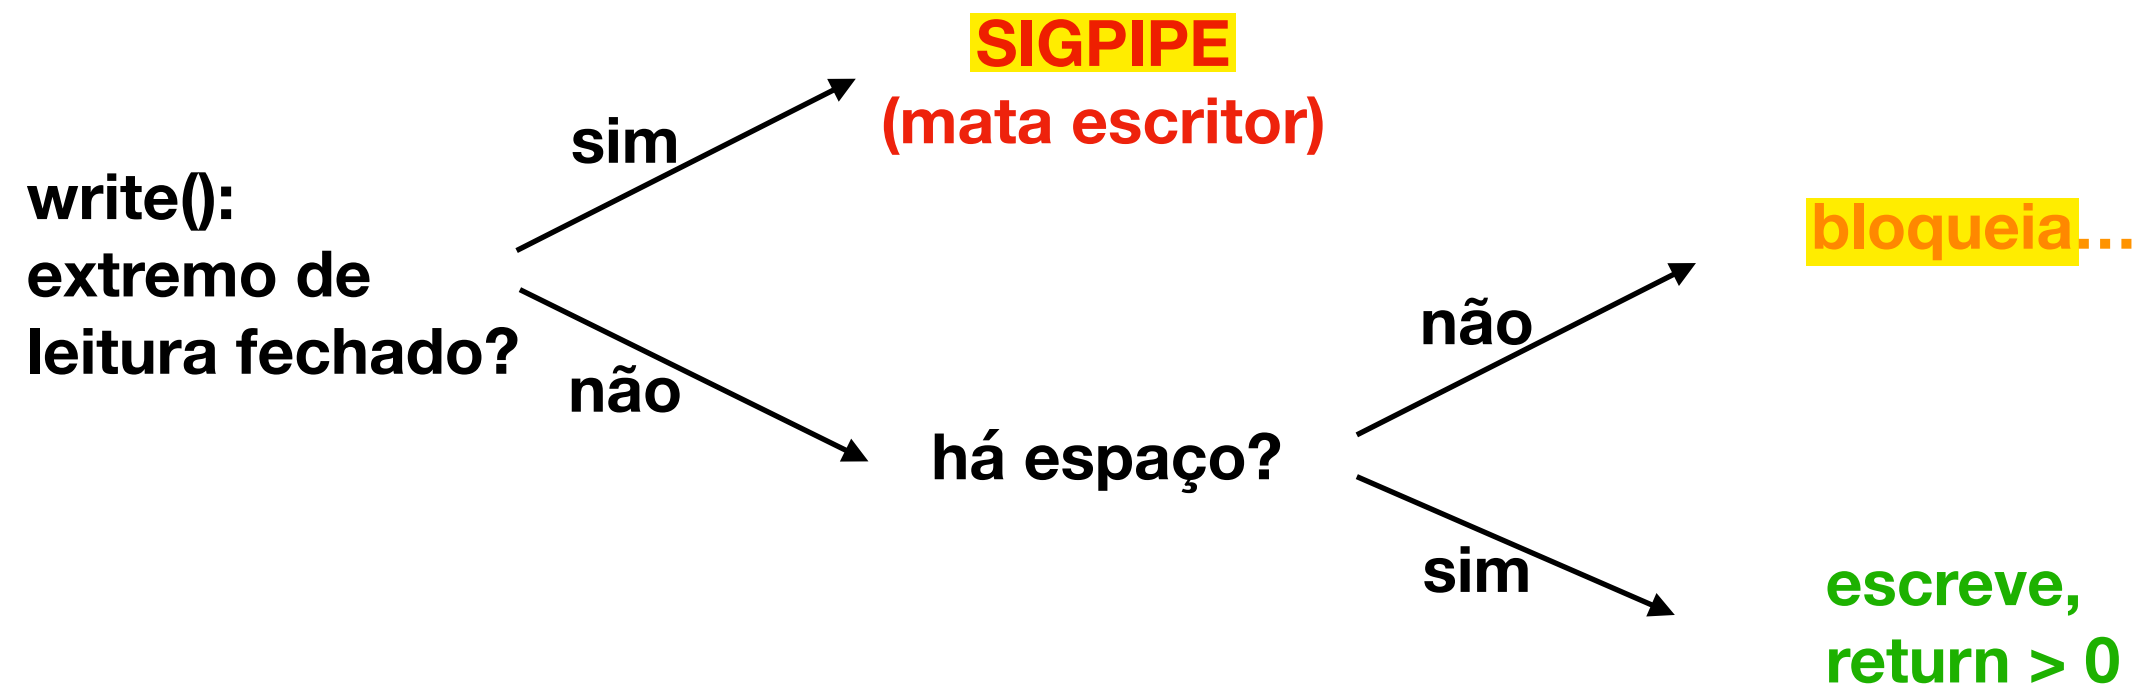 write():
extremo de
leitura fechado?
sim
SIGPIPE
(mata escritor)
não
há espaço?
não
bloqueia…
sim
escreve,
return > 0